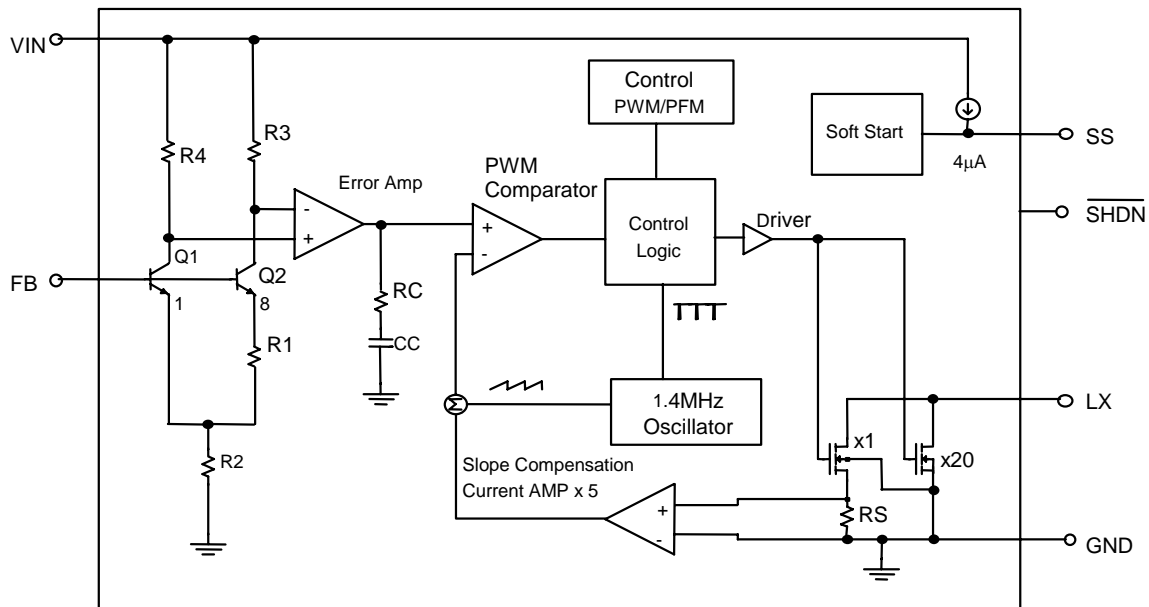 VIN
R4
R3
Error Amp
-
+
Q1
Q2
FB
1
8
R1
R2
RC
CC
PWM
Comparator
+
-
Control
PWM/PFM
Control
Logic
Driver
Soft Start
4μA
SS
SHDN
1.4MHz
Oscillator
Σ
Slope Compensation
Current AMP x 5
+
-
x1
x20
RS
LX
GND